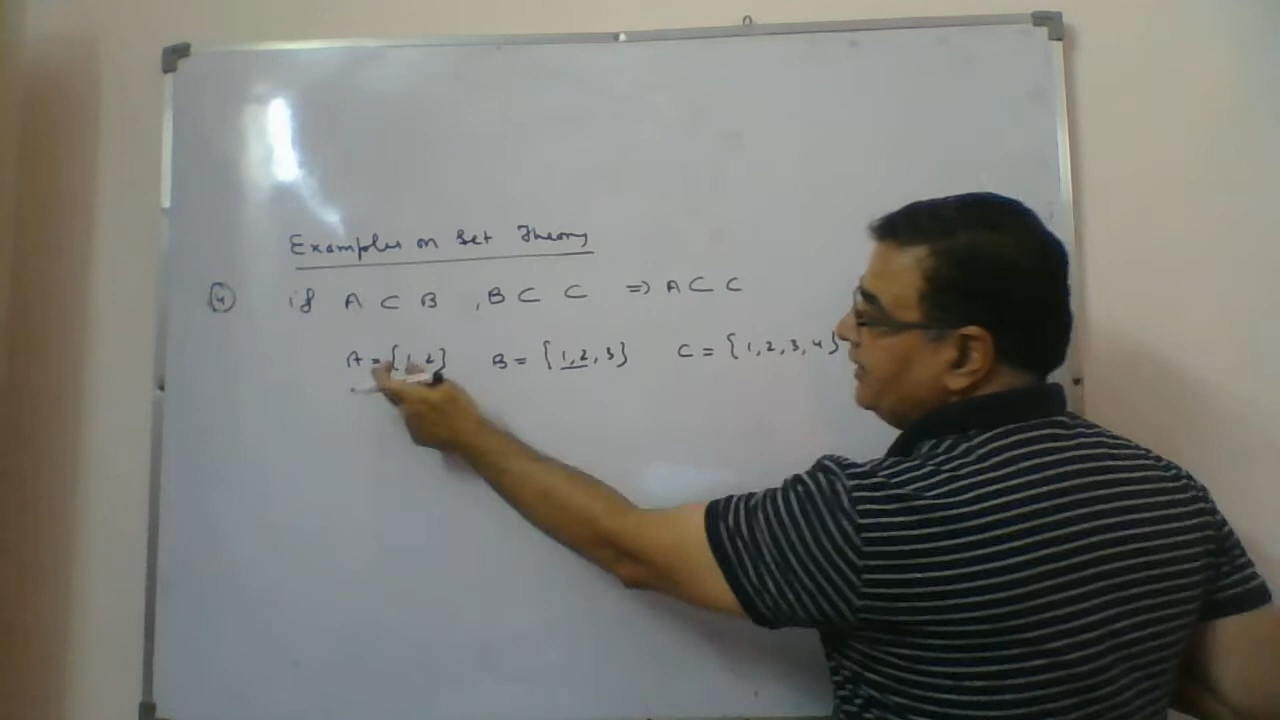 Examples on Set Theory
(4) if A ⊂ B , B ⊂ C ⇒ A ⊂ C
A = {1, 2} B = {1, 2, 3} C = {1, 2, 3, 4}